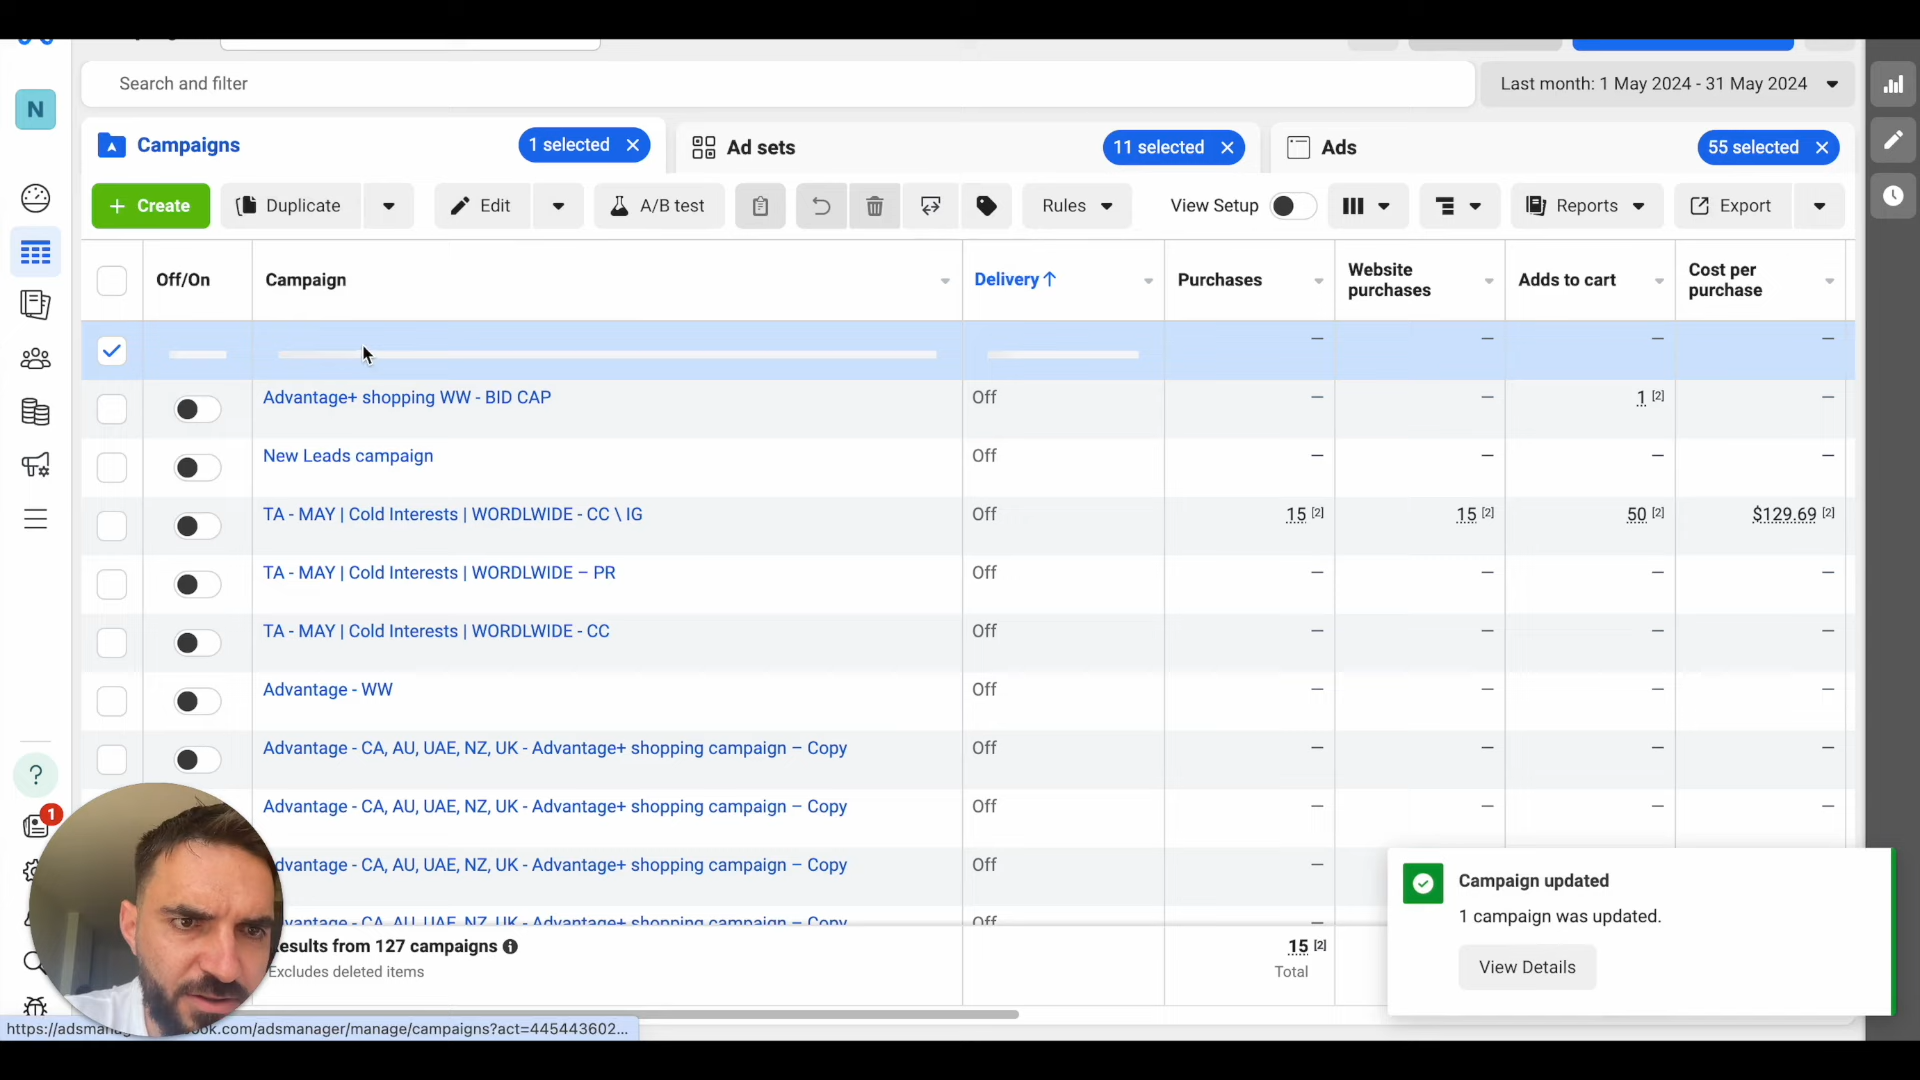 Search and filter
Last month: 1 May 2024 - 31 May 2024
N
Campaigns
1 selected
Ad sets
11 selected
Ads
55 selected
+ Create
Duplicate
Edit
A/B test
Rules
View Setup
Reports
Export
Off/On
Campaign
Delivery ↑
Purchases
Website purchases
Adds to cart
Cost per purchase
— — — —
Advantage+ shopping WW - BID CAP Off — — 1 [2] —
New Leads campaign Off — — — —
TA - MAY | Cold Interests | WORDLWIDE - CC \ IG Off 15 [2] 15 [2] 50 [2] $129.69 [2]
TA - MAY | Cold Interests | WORDLWIDE – PR Off — — — —
TA - MAY | Cold Interests | WORDLWIDE - CC Off — — — —
Advantage - WW Off — — — —
Advantage - CA, AU, UAE, NZ, UK - Advantage+ shopping campaign – Copy Off — — — —
Advantage - CA, AU, UAE, NZ, UK - Advantage+ shopping campaign – Copy Off — — — —
dvantage - CA, AU, UAE, NZ, UK - Advantage+ shopping campaign – Copy Off —
vantage - CA, AU, UAE, NZ, UK - Advantage+ shopping campaign – Copy Off —
esults from 127 campaigns
Excludes deleted items
15 [2]
Total
Campaign updated
1 campaign was updated.
View Details
?
1
https://adsmana ook.com/adsmanager/manage/campaigns?act=445443602...